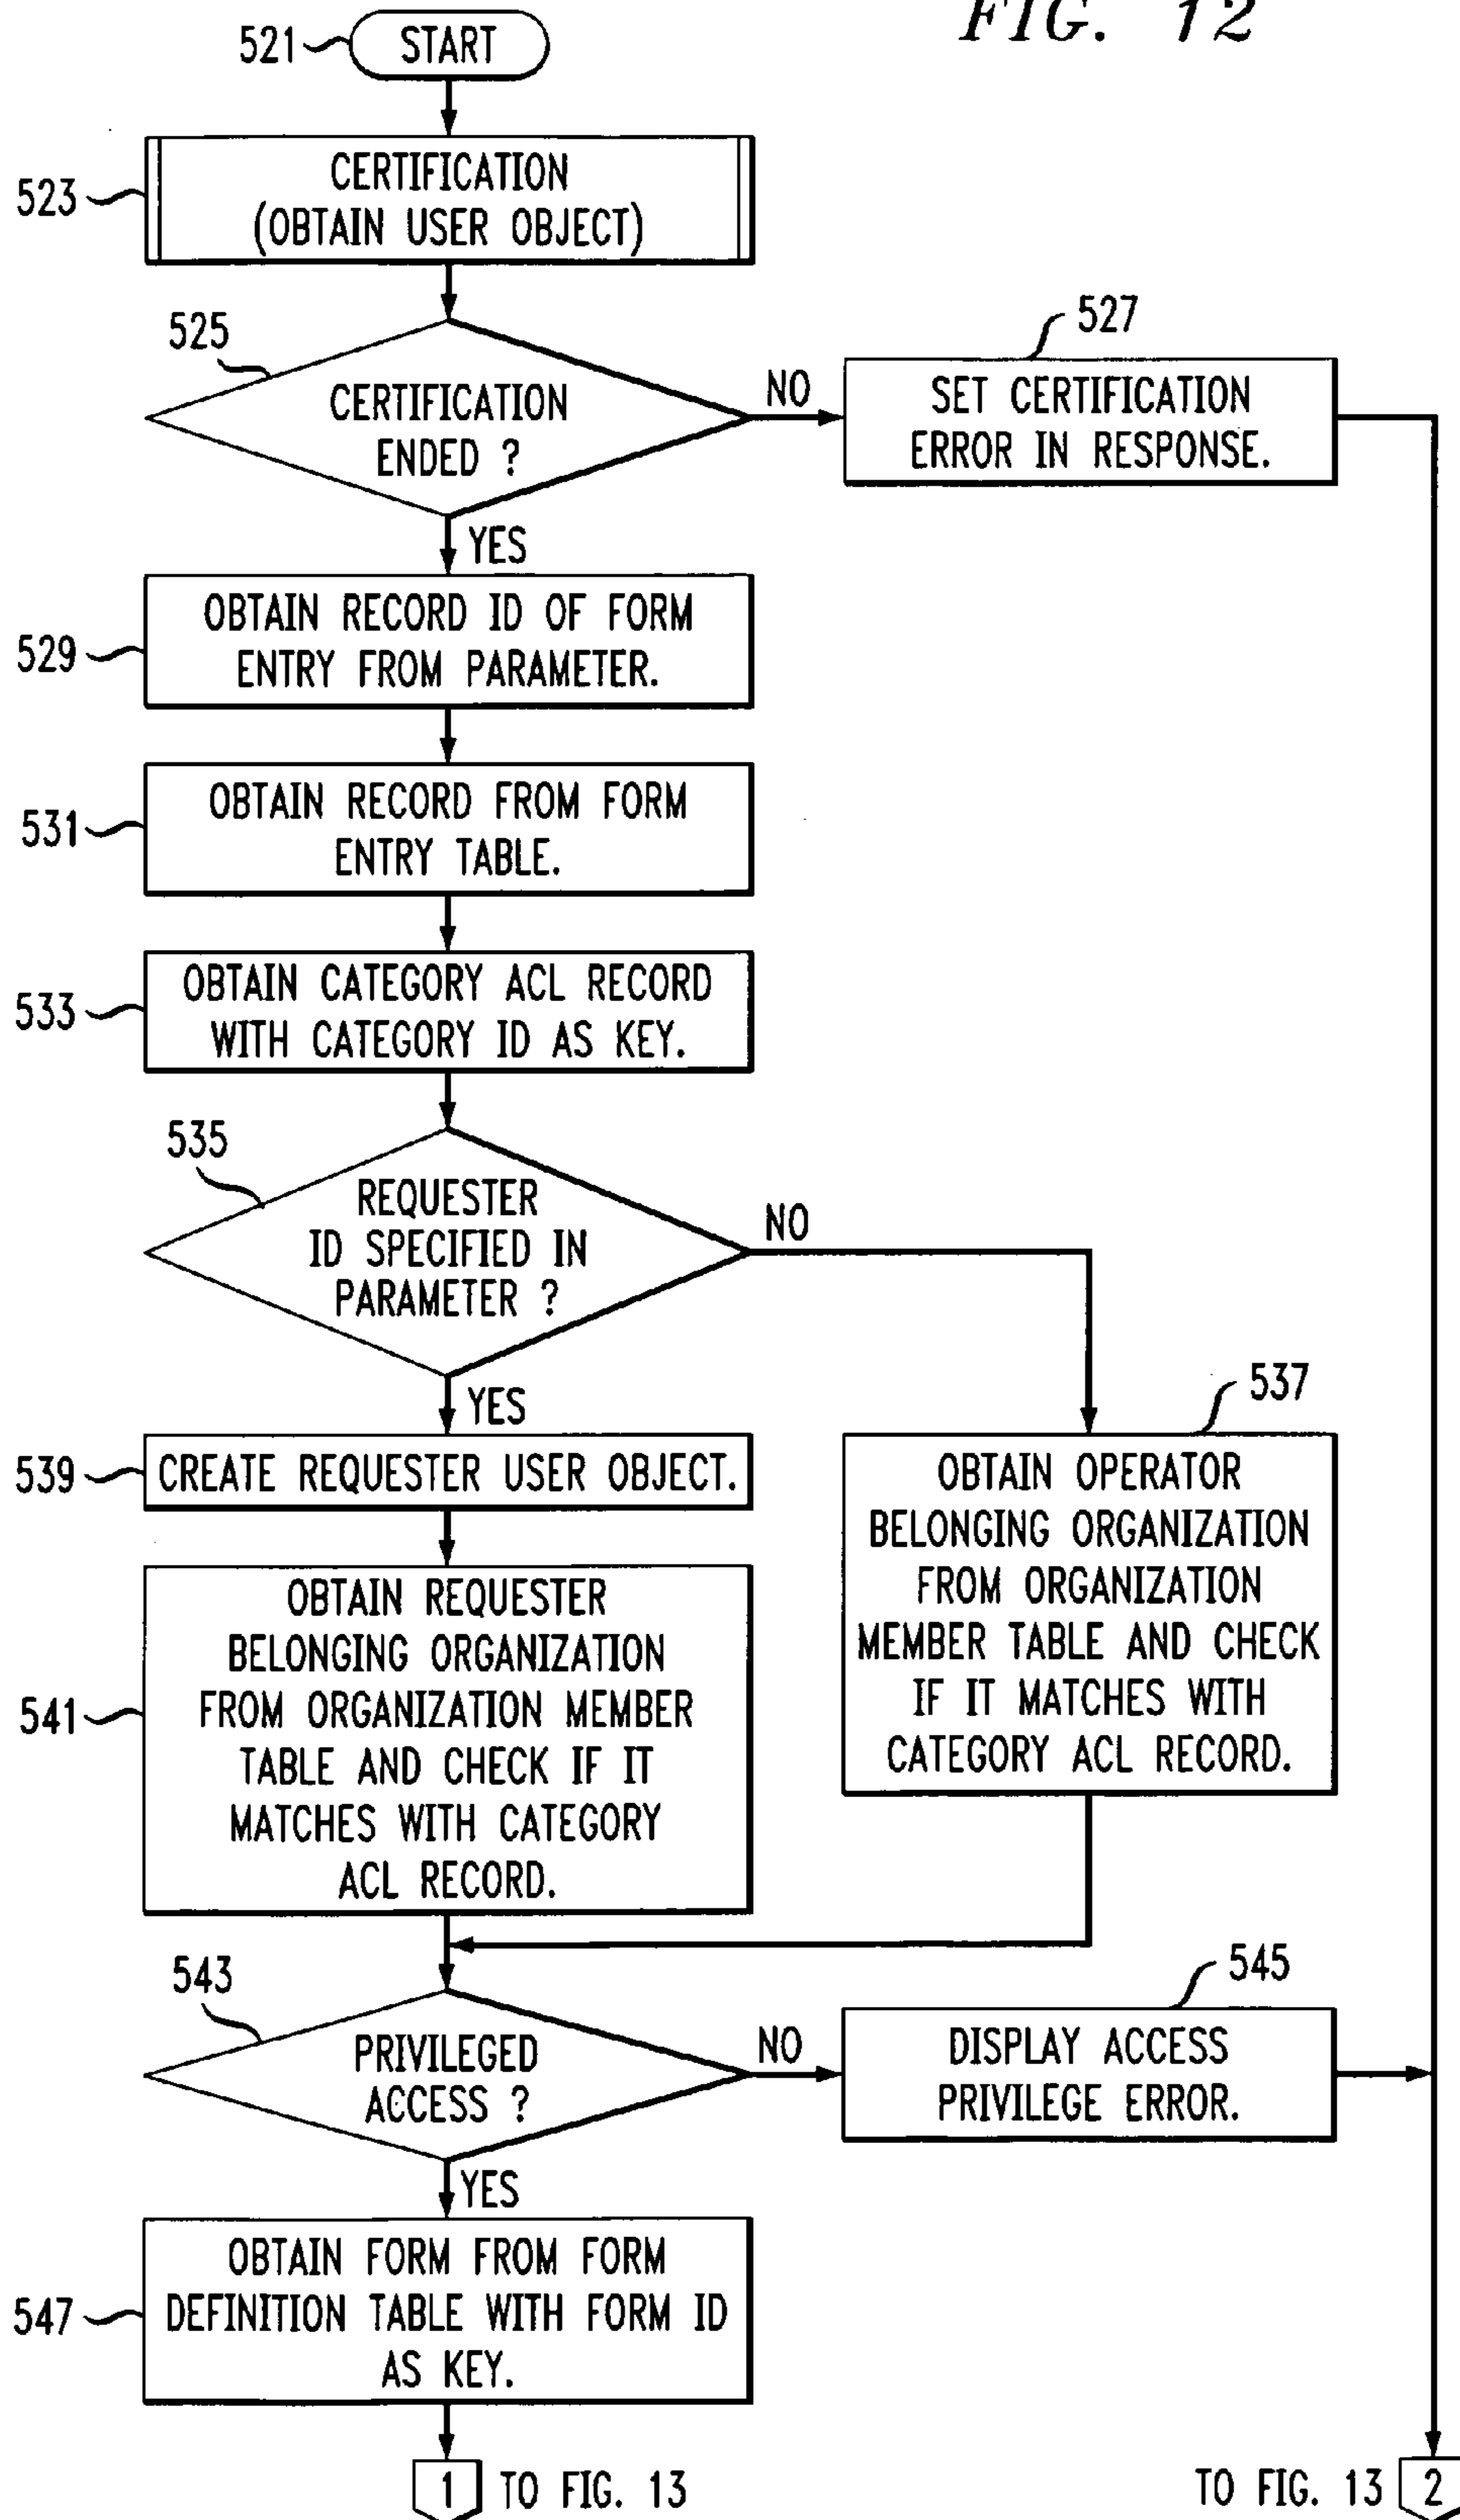 FIG. 12
521
START
523
CERTIFICATION
(OBTAIN USER OBJECT)
525
CERTIFICATION
ENDED ?
NO
527
SET CERTIFICATION
ERROR IN RESPONSE.
YES
529
OBTAIN RECORD ID OF FORM
ENTRY FROM PARAMETER.
531
OBTAIN RECORD FROM FORM
ENTRY TABLE.
533
OBTAIN CATEGORY ACL RECORD
WITH CATEGORY ID AS KEY.
535
REQUESTER
ID SPECIFIED IN
PARAMETER ?
NO
YES
537
OBTAIN OPERATOR
BELONGING ORGANIZATION
FROM ORGANIZATION
MEMBER TABLE AND CHECK
IF IT MATCHES WITH
CATEGORY ACL RECORD.
539
CREATE REQUESTER USER OBJECT.
541
OBTAIN REQUESTER
BELONGING ORGANIZATION
FROM ORGANIZATION MEMBER
TABLE AND CHECK IF IT
MATCHES WITH CATEGORY
ACL RECORD.
543
PRIVILEGED
ACCESS ?
NO
545
DISPLAY ACCESS
PRIVILEGE ERROR.
YES
547
OBTAIN FORM FROM FORM
DEFINITION TABLE WITH FORM ID
AS KEY.
1 TO FIG. 13
TO FIG. 13 2